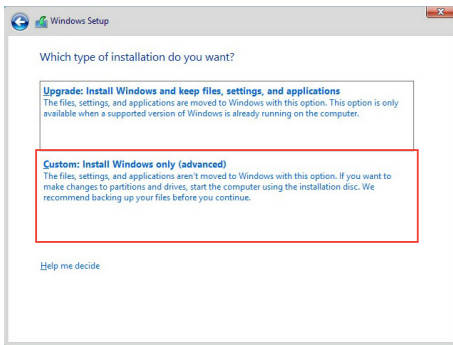 Windows Setup
Which type of installation do you want?
Upgrade: Install Windows and keep files, settings, and applications
The files, settings, and applications are moved to Windows with this option. This option is only
available when a supported version of Windows is already running on the computer.
Custom: Install Windows only (advanced)
The files, settings, and applications aren't moved to Windows with this option. If you want to
make changes to partitions and drives, start the computer using the installation disc. We
recommend backing up your files before you continue.
Help me decide